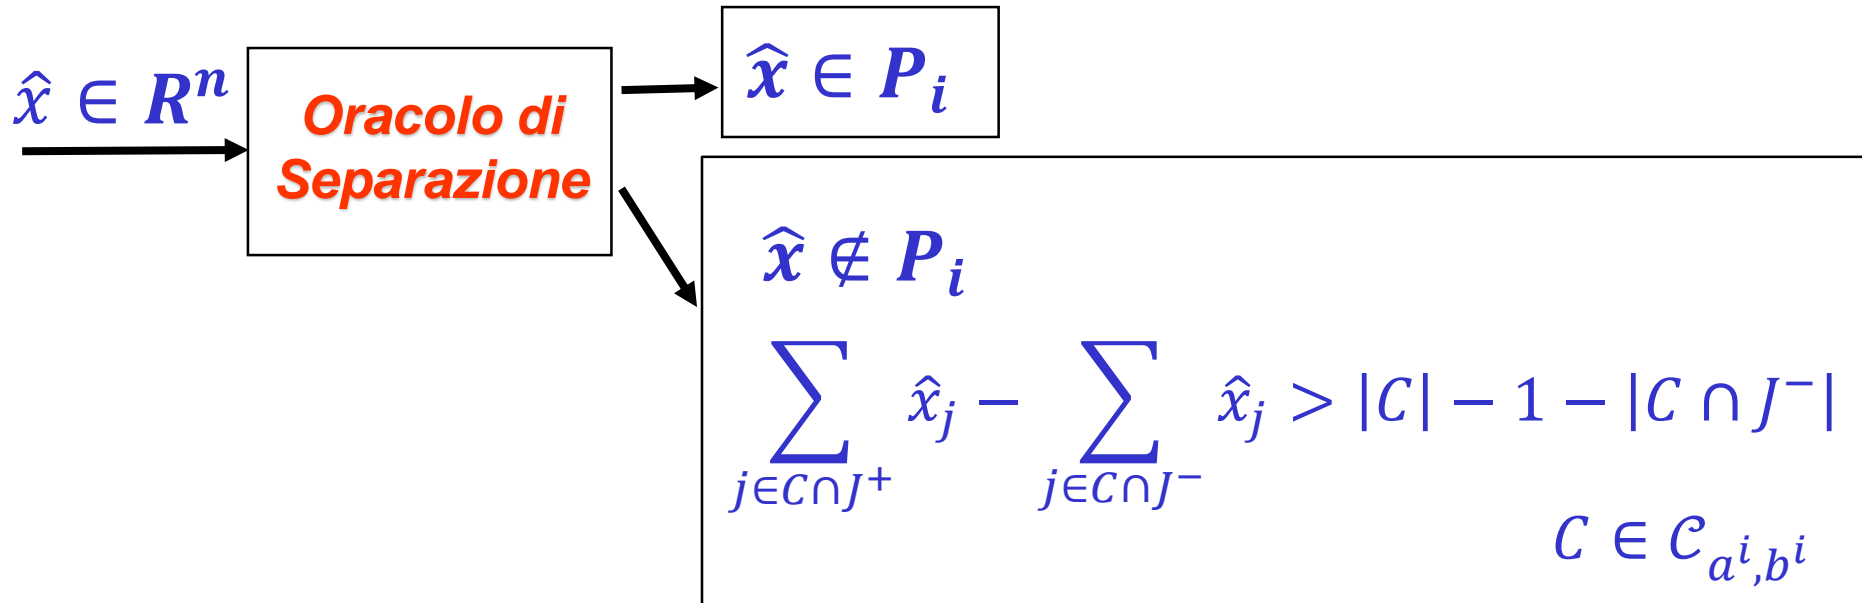 x̂ ∈ Rⁿ
Oracolo di
Separazione
x̂ ∈ Pᵢ
x̂ ∉ Pᵢ
∑_{j∈C∩J⁺} x̂ⱼ − ∑_{j∈C∩J⁻} x̂ⱼ > |C| − 1 − |C ∩ J⁻|
C ∈ 𝒞_{aⁱ,bⁱ}